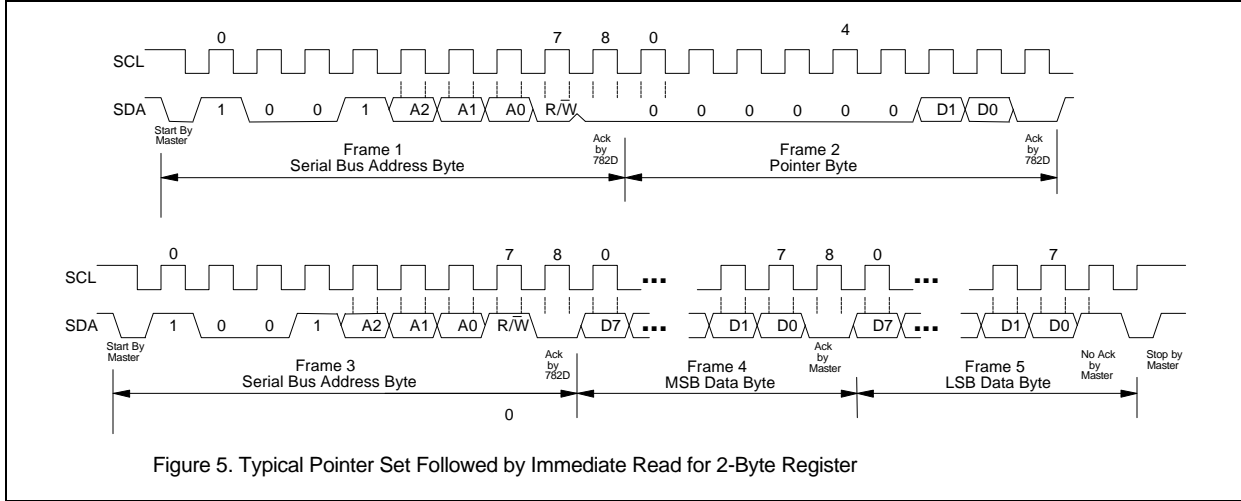 0 7 8 0 4
SCL
SDA 1 0 0 1 A2 A1 A0 R/W 0 0 0 0 0 0 D1 D0
Start By
Master
Ack
by
782D
Ack
by
782D
Frame 1
Serial Bus Address Byte
Frame 2
Pointer Byte
0 7 8 0 7 8 0 7
SCL ... ...
SDA 1 0 0 1 A2 A1 A0 R/W D7 ... D1 D0 D7 ... D1 D0
Start By
Master
Ack
by
782D
Ack
by
Master
No Ack
by
Master
Stop by
Master
Frame 3
Serial Bus Address Byte
Frame 4
MSB Data Byte
Frame 5
LSB Data Byte
0
Figure 5. Typical Pointer Set Followed by Immediate Read for 2-Byte Register